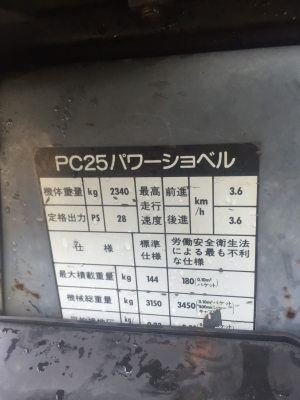 PC25パワーショベル
機体重量 kg 2340 最高走行速度 前進 km/h 3.6
定格出力 PS 28 後進 3.6
仕様 標準仕様 労働安全衛生法による最も不利な仕様
最大積載重量 kg 144 180
機械総重量 kg 3150 3450
kg